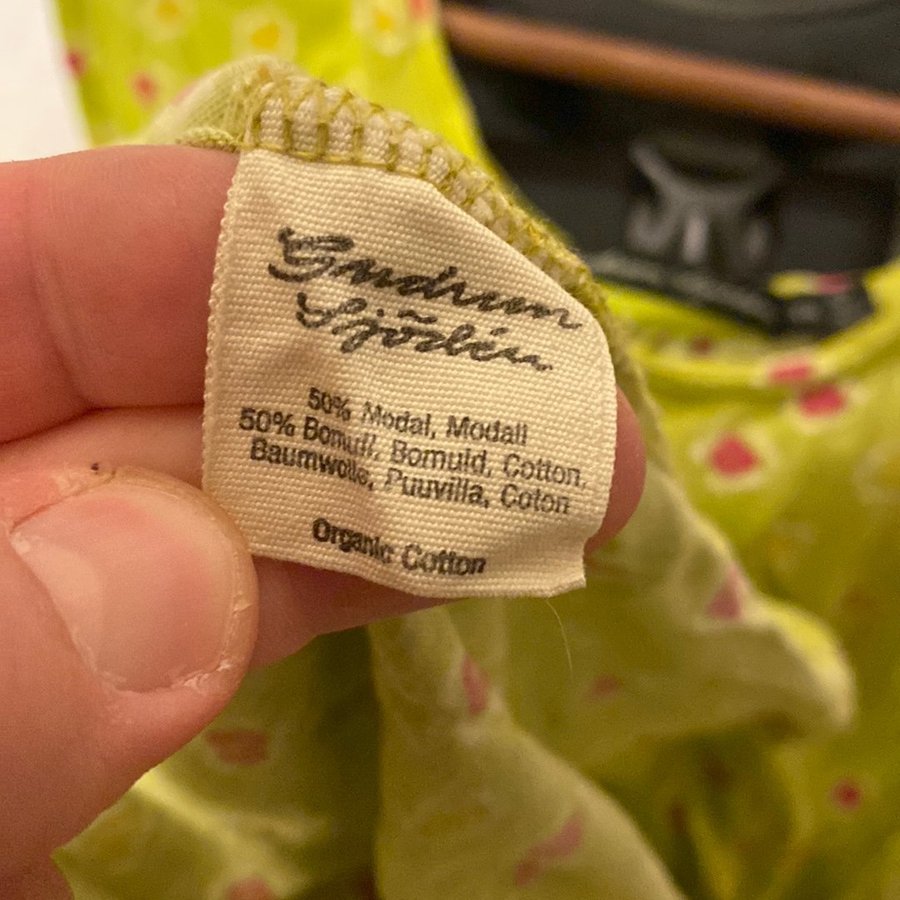 Gudrun
Sjödén
50% Modal, Modall
50% Bomull, Bomuld, Cotton,
Baumwolle, Puuvilla, Coton
Organic Cotton